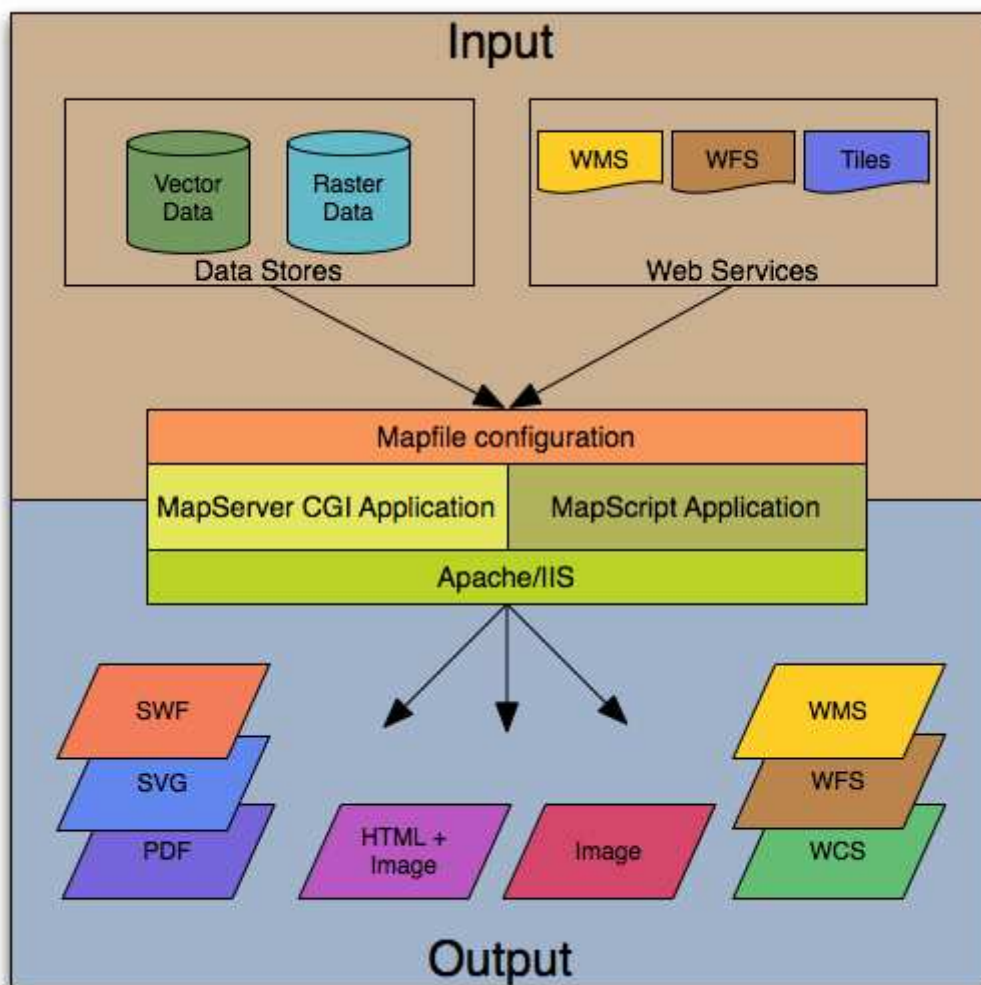 Input
Vector
Data
Raster
Data
Data Stores
WMS
WFS
Tiles
Web Services
Mapfile configuration
MapServer CGI Application
MapScript Application
Apache/IIS
SWF
SVG
PDF
HTML +
Image
Image
WMS
WFS
WCS
Output